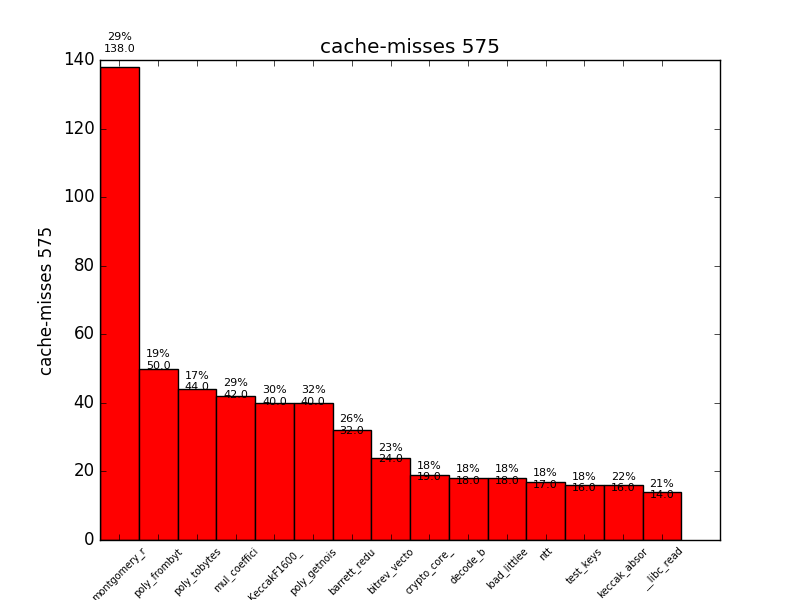 29%
138.0
cache-misses 575
140
120
100
80
60
40
20
0
cache-misses 575
19%
50.0
17%
44.0
29%
42.0
30%
40.0
32%
40.0
26%
32.0
23%
24.0
18%
19.0
18%
18.0
18%
18.0
18%
17.0
18%
16.0
22%
16.0
21%
14.0
montgomery_r
poly_frombyt
poly_tobytes
mul_coeffici
KeccakF1600_
poly_getnois
barrett_redu
bitrev_vecto
crypto_core_
decode_b
load_littlee
ntt
test_keys
keccak_absor
__libc_read